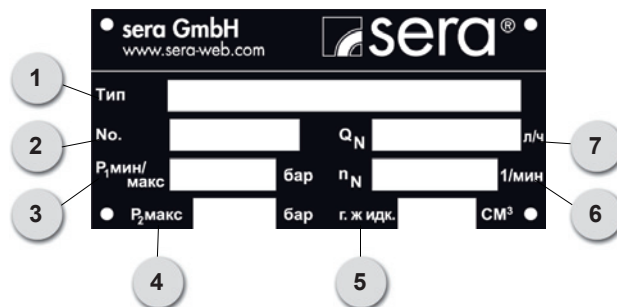 sera GmbH
www.sera-web.com
sera®
1
Тип
2
No.
QN
л/ч
7
3
P1мин/
макс
бар
nN
1/мин
6
P2макс
бар
г. ж идк.
СМ³
4
5